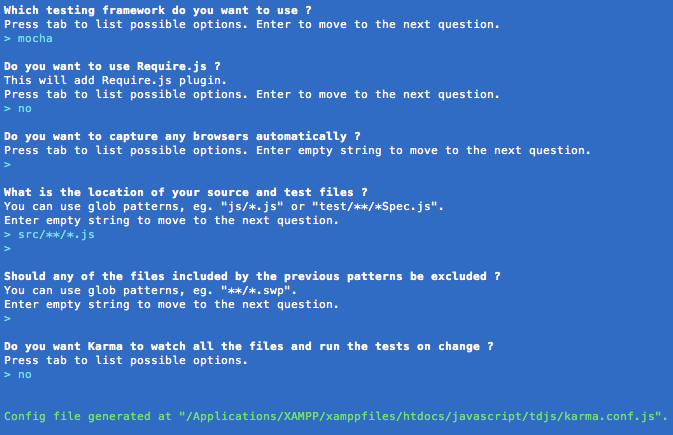 Which testing framework do you want to use ?
Press tab to list possible options. Enter to move to the next question.
> mocha
Do you want to use Require.js ?
This will add Require.js plugin.
Press tab to list possible options. Enter to move to the next question.
> no
Do you want to capture any browsers automatically ?
Press tab to list possible options. Enter empty string to move to the next question.
>
What is the location of your source and test files ?
You can use glob patterns, eg. "js/*.js" or "test/**/*Spec.js".
Enter empty string to move to the next question.
> src/**/*.js
>
Should any of the files included by the previous patterns be excluded ?
You can use glob patterns, eg. "**/*.swp".
Enter empty string to move to the next question.
>
Do you want Karma to watch all the files and run the tests on change ?
Press tab to list possible options.
> no
Config file generated at "/Applications/XAMPP/xamppfiles/htdocs/javascript/tdjs/karma.conf.js".